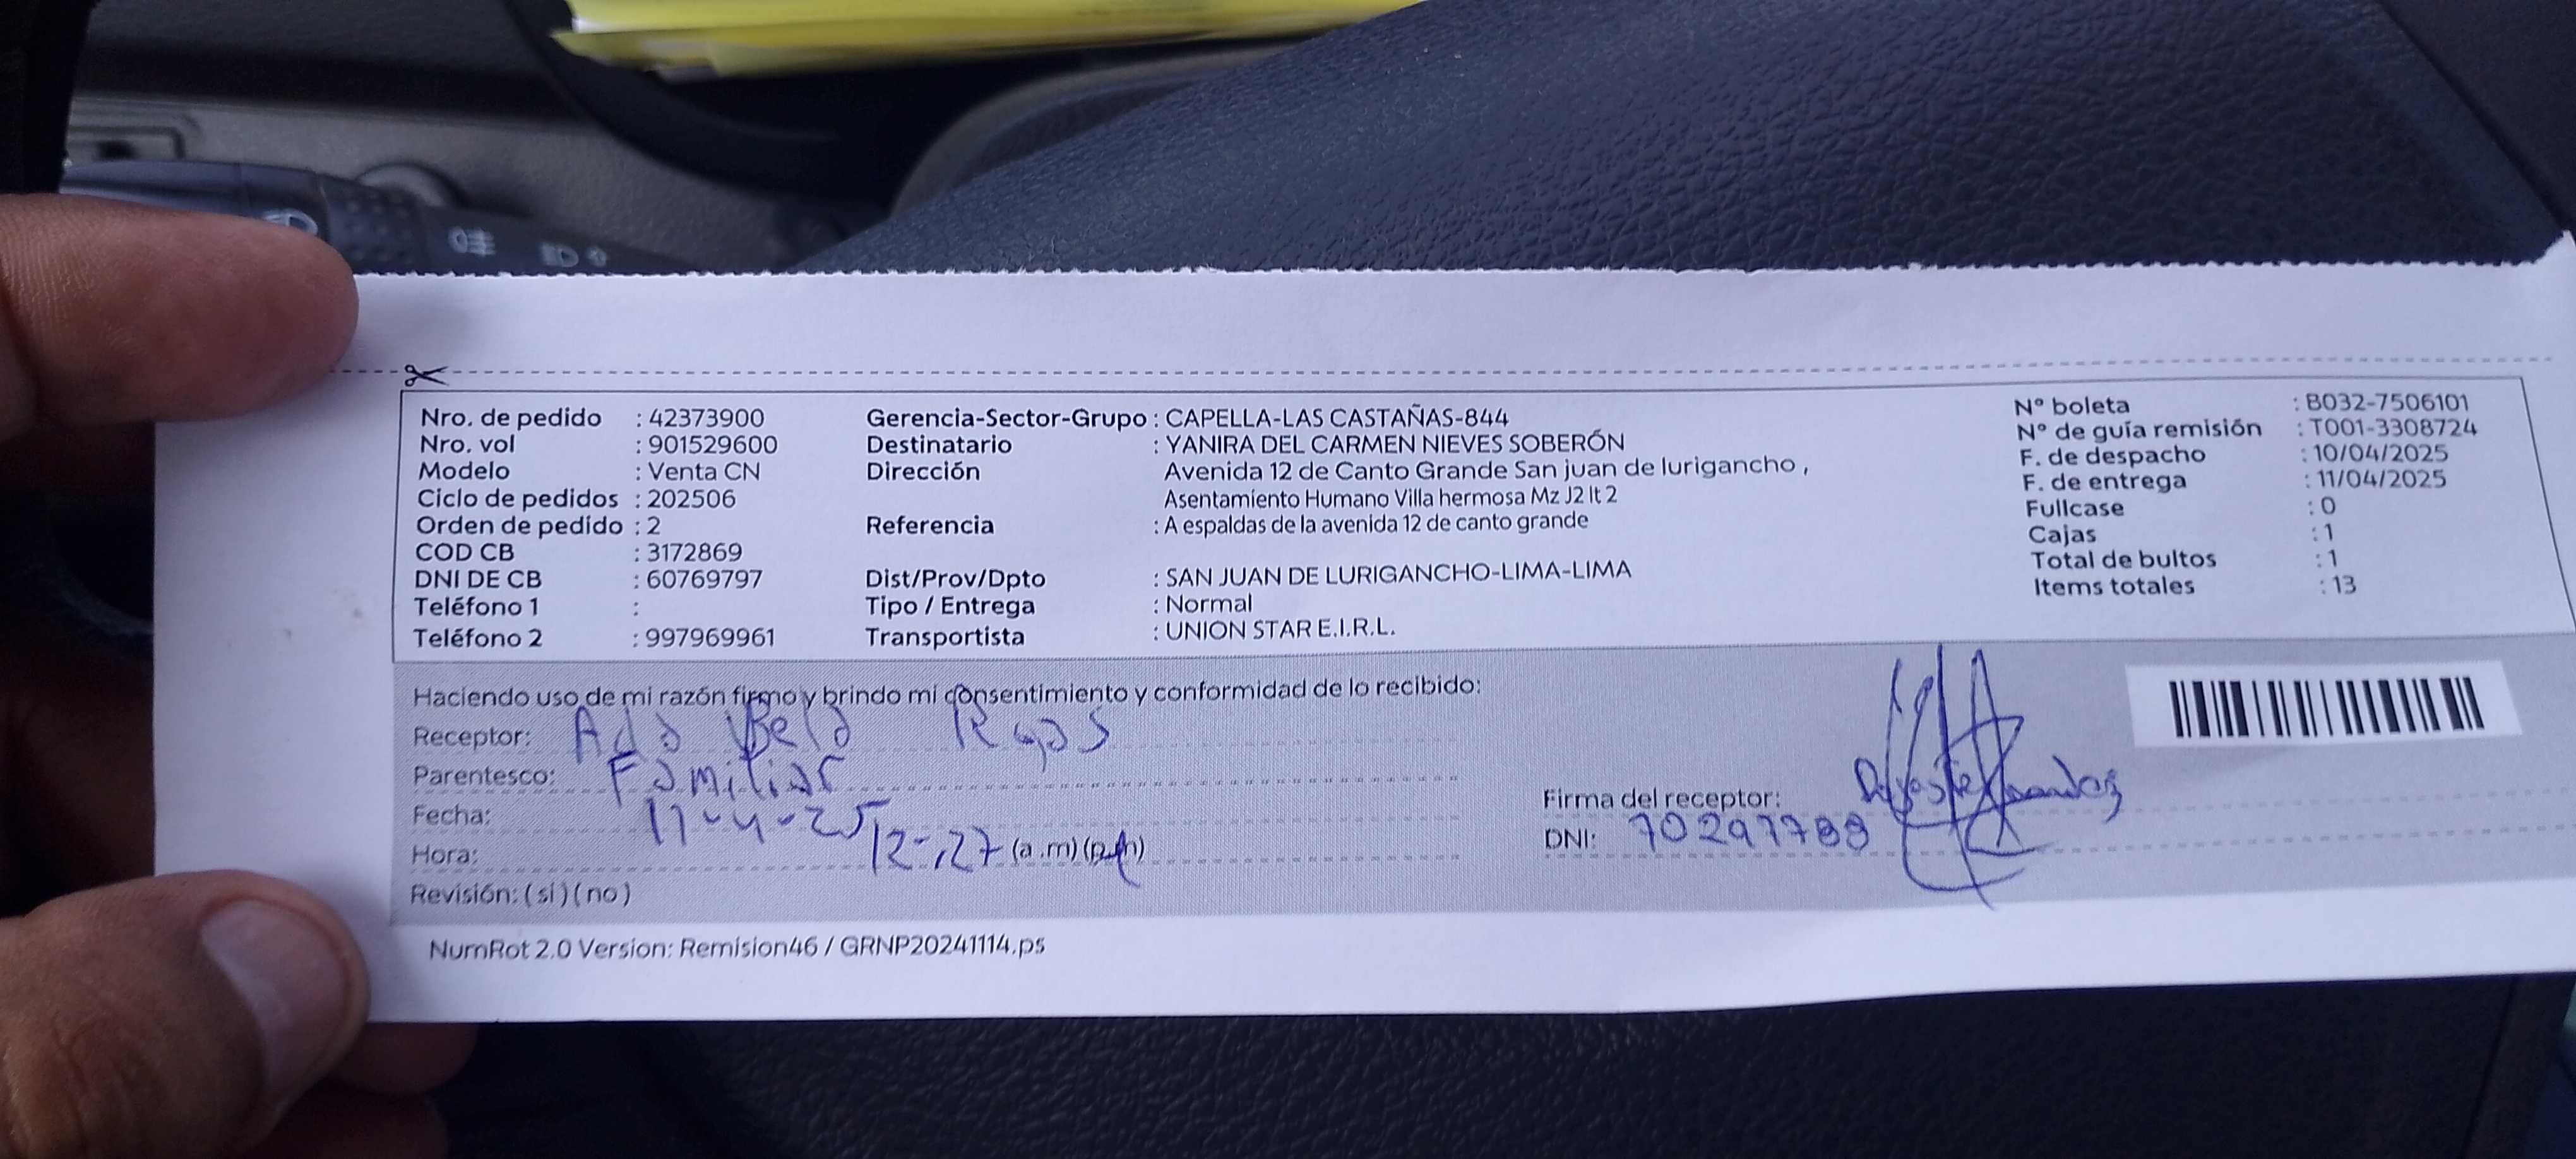 Nro. de pedido : 42373900
Nro. vol : 901529600
Modelo : Venta CN
Ciclo de pedidos : 202506
Orden de pedido : 2
COD CB : 3172869
DNI DE CB : 60769797
Teléfono 1 :
Teléfono 2 : 997969961
Gerencia-Sector-Grupo : CAPELLA-LAS CASTAÑAS-844
Destinatario : YANIRA DEL CARMEN NIEVES SOBERÓN
Dirección Avenida 12 de Canto Grande San juan de lurigancho ,
Asentamiento Humano Villa hermosa Mz J2 lt 2
Referencia : A espaldas de la avenida 12 de canto grande
Dist/Prov/Dpto : SAN JUAN DE LURIGANCHO-LIMA-LIMA
Tipo / Entrega : Normal
Transportista : UNION STAR E.I.R.L.
N° boleta : B032-7506101
N° de guía remisión : T001-3308724
F. de despacho : 10/04/2025
F. de entrega : 11/04/2025
Fullcase : 0
Cajas : 1
Total de bultos : 1
Items totales : 13
Haciendo uso de mi razón firmo y brindo mi consentimiento y conformidad de lo recibido:
Receptor:
Parentesco: Familiar
Fecha: 11-4-25
Hora: 12:27 (a .m) (p.m)
Revisión: ( si ) ( no )
Firma del receptor:
DNI: 70297788
NumRot 2.0 Version: Remision46 / GRNP20241114.ps